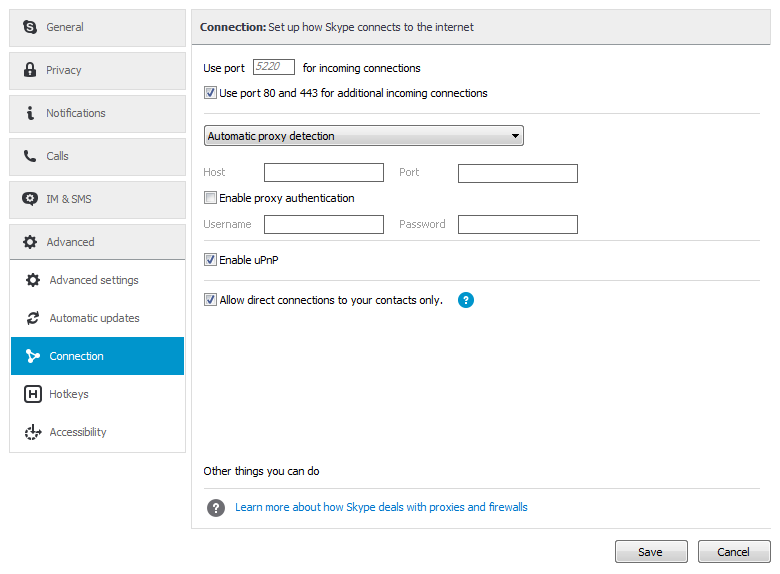 General
Privacy
Notifications
Calls
IM & SMS
Advanced
Advanced settings
Automatic updates
Connection
Hotkeys
Accessibility
Connection: Set up how Skype connects to the internet
Use port 5220 for incoming connections
Use port 80 and 443 for additional incoming connections
Automatic proxy detection
Host Port
Enable proxy authentication
Username Password
Enable uPnP
Allow direct connections to your contacts only. ?
Other things you can do
? Learn more about how Skype deals with proxies and firewalls
Save Cancel